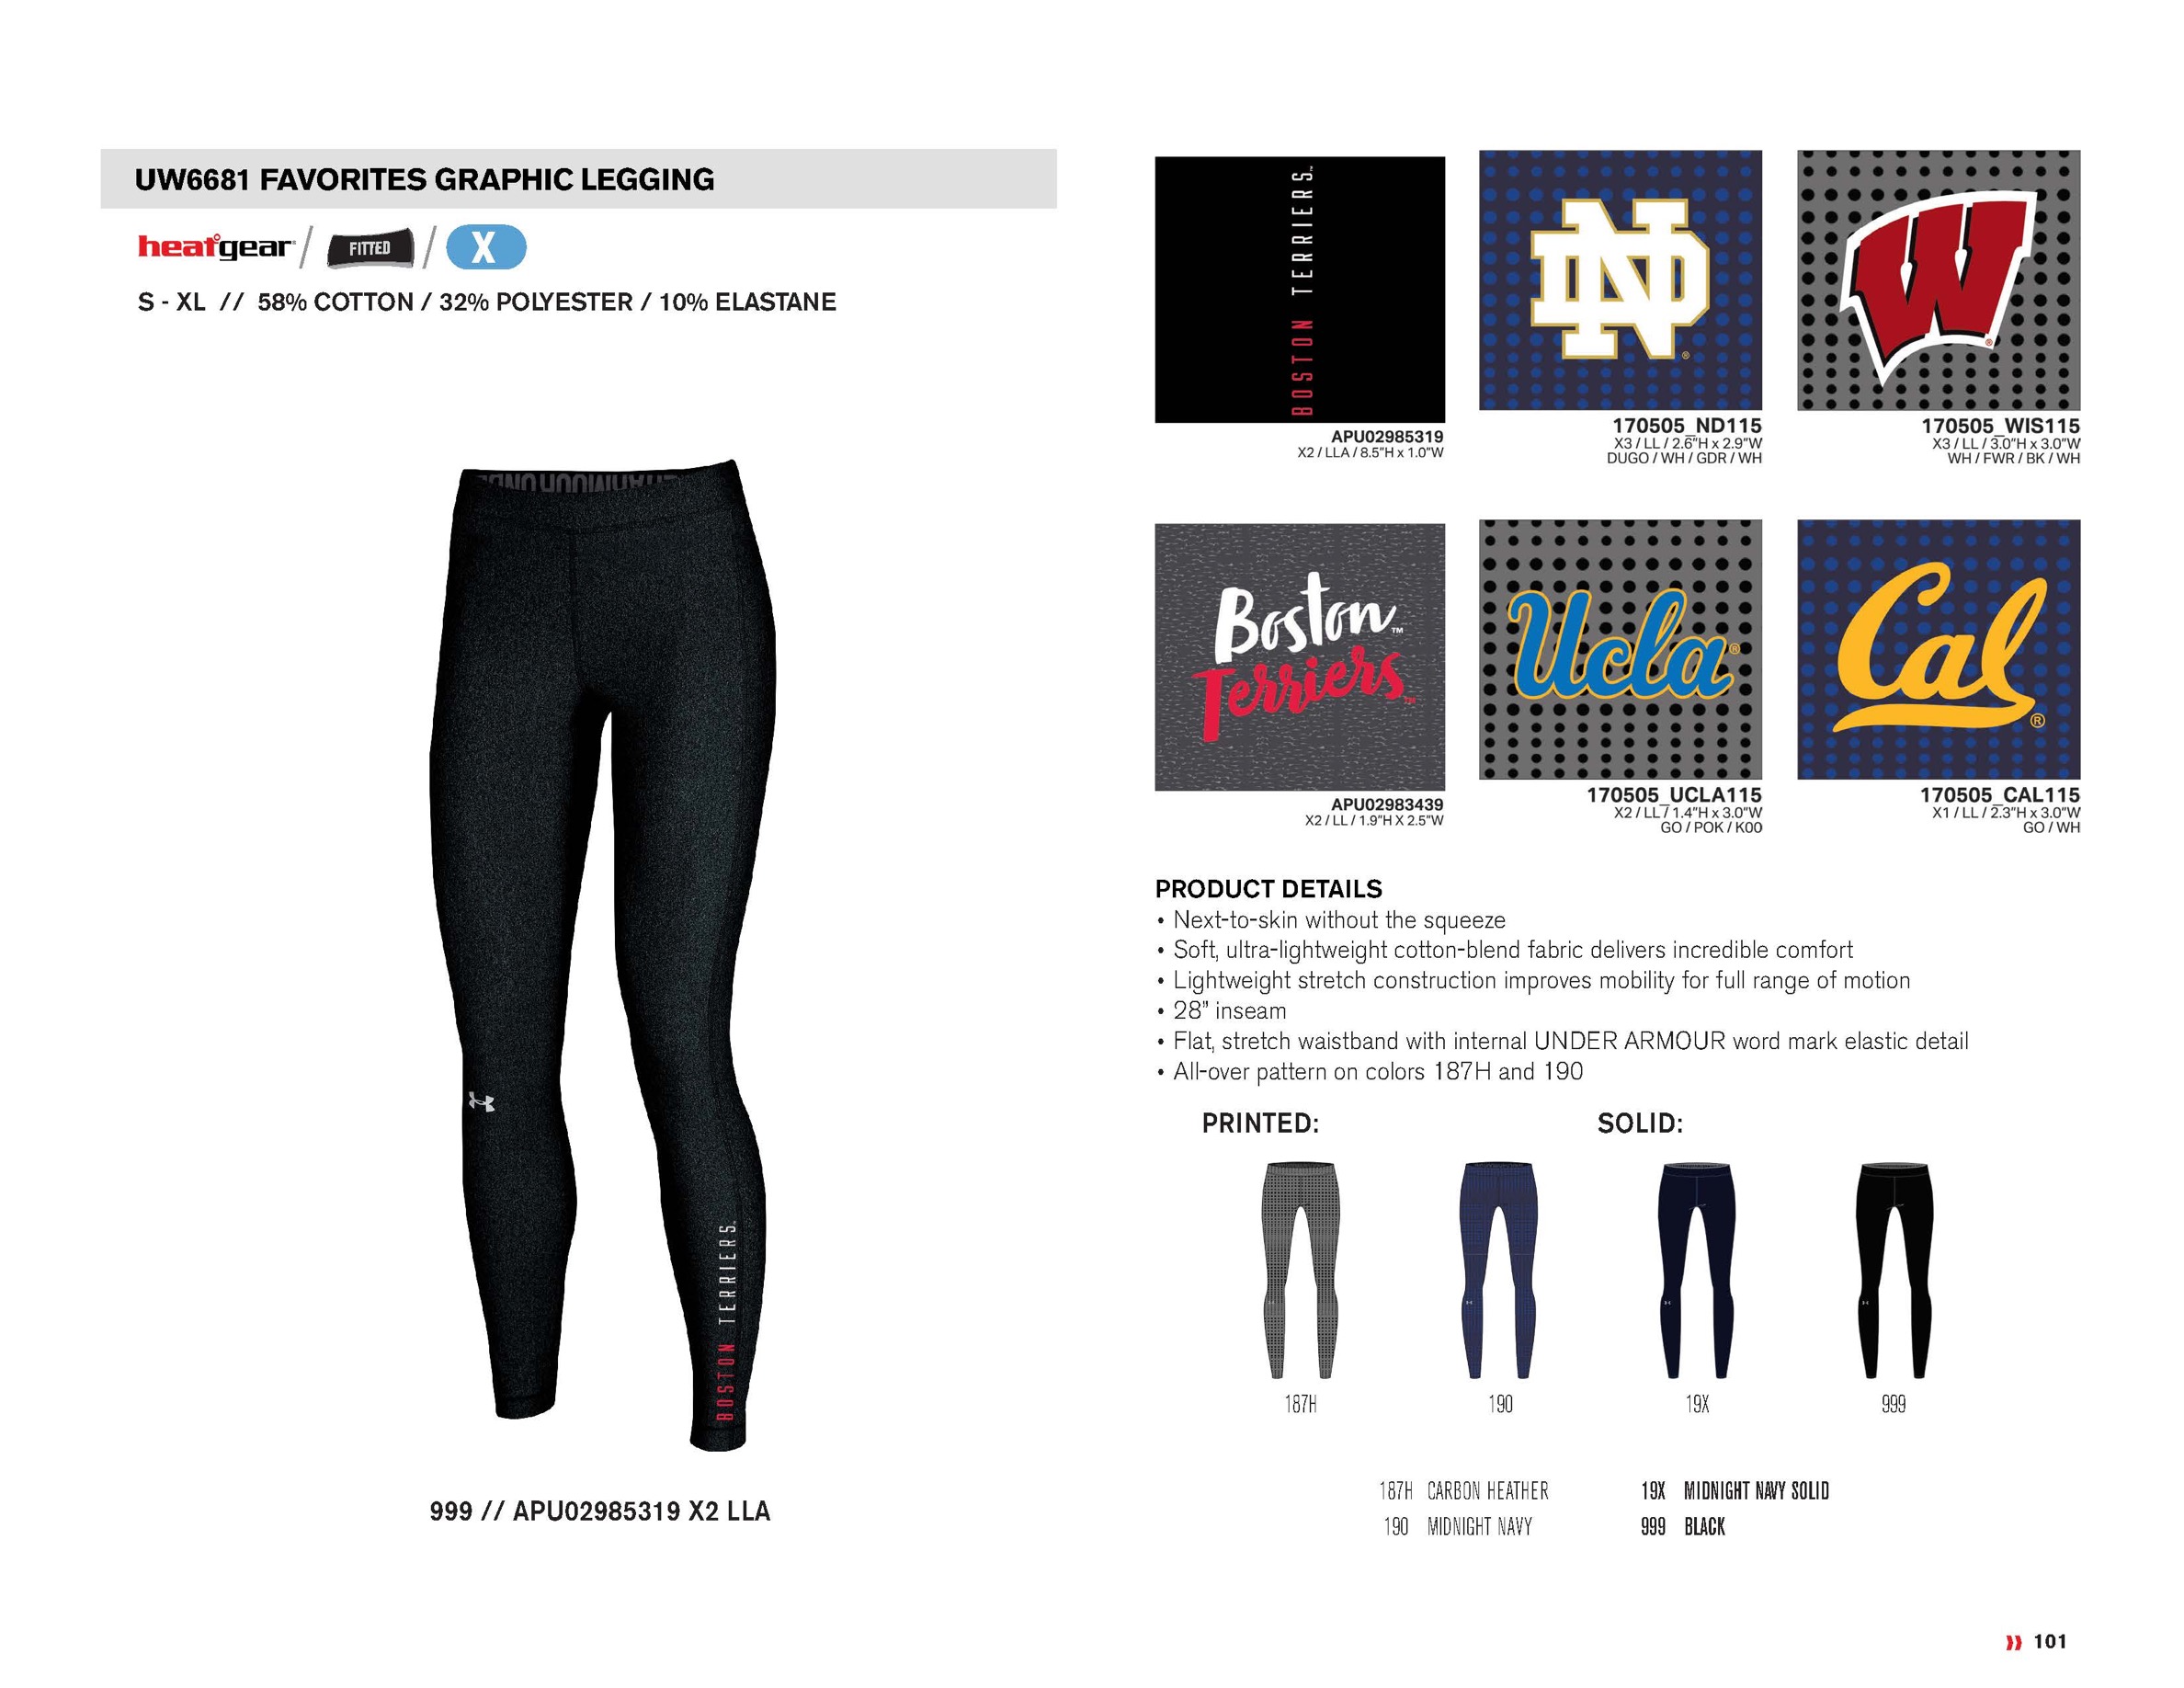 UW6681 FAVORITES GRAPHIC LEGGING
heatgear / FITTED / X
S - XL // 58% COTTON / 32% POLYESTER / 10% ELASTANE
UNDER ARMOUR
BOSTON TERRIERS™
999 // APU02985319 X2 LLA
BOSTON TERRIERS™
APU02985319
X2 / LLA / 8.5"H x 1.0"W
ND®
170505_ND115
X3 / LL / 2.6"H x 2.9"W
DUGO / WH / GDR / WH
W®
170505_WIS115
X3 / LL / 3.0"H x 3.0"W
WH / FWR / BK / WH
Boston™
Terriers™
APU02983439
X2 / LL / 1.9"H X 2.5"W
Ucla®
170505_UCLA115
X2 / LL / 1.4"H x 3.0"W
GO / POK / K00
Cal®
170505_CAL115
X1 / LL / 2.3"H x 3.0"W
GO / WH
PRODUCT DETAILS
• Next-to-skin without the squeeze
• Soft, ultra-lightweight cotton-blend fabric delivers incredible comfort
• Lightweight stretch construction improves mobility for full range of motion
• 28” inseam
• Flat, stretch waistband with internal UNDER ARMOUR word mark elastic detail
• All-over pattern on colors 187H and 190
PRINTED: SOLID:
187H 190 19X 999
187H CARBON HEATHER 19X MIDNIGHT NAVY SOLID
190 MIDNIGHT NAVY 999 BLACK
101